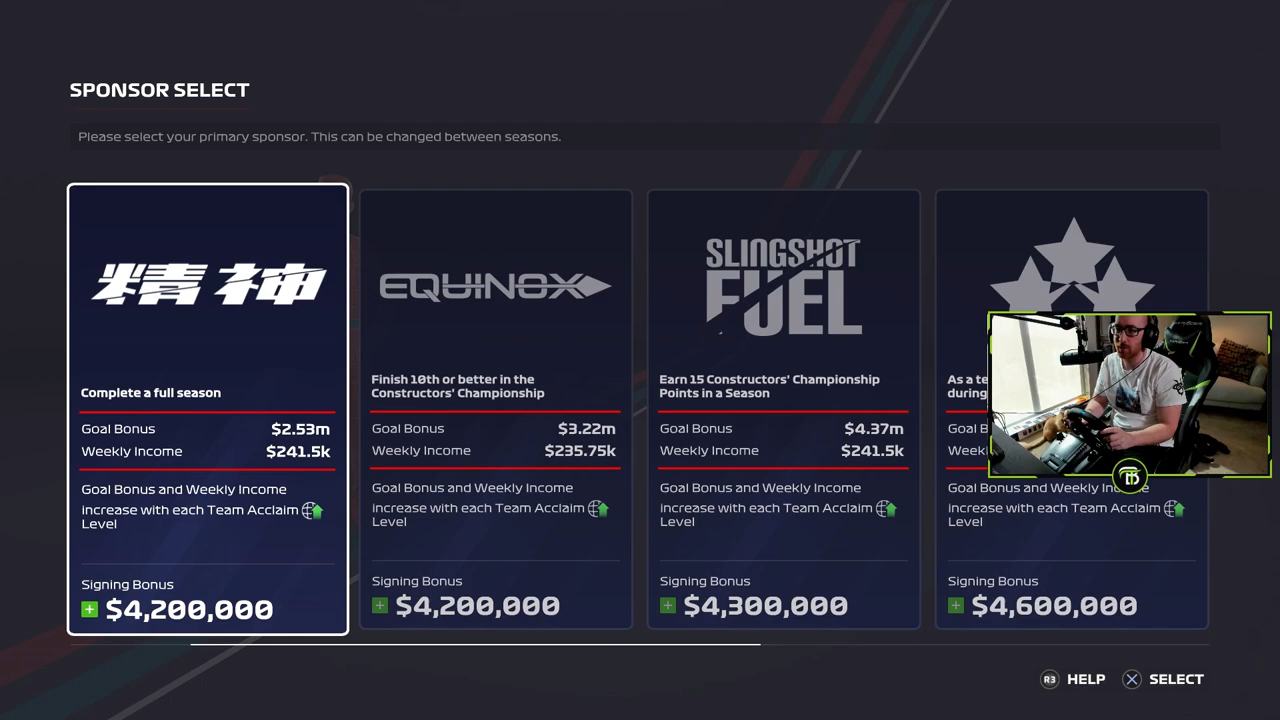 SPONSOR SELECT
Please select your primary sponsor. This can be changed between seasons.
精神
Complete a full season
Goal Bonus $2.53m
Weekly Income $241.5k
Goal Bonus and Weekly Income
increase with each Team Acclaim
Level
Signing Bonus
+ $4,200,000
EQUINOX
Finish 10th or better in the
Constructors' Championship
Goal Bonus $3.22m
Weekly Income $235.75k
Goal Bonus and Weekly Income
increase with each Team Acclaim
Level
Signing Bonus
+ $4,200,000
SLINGSHOT
FUEL
Earn 15 Constructors' Championship
Points in a Season
Goal Bonus $4.37m
Weekly Income $241.5k
Goal Bonus and Weekly Income
increase with each Team Acclaim
Level
Signing Bonus
+ $4,300,000
As a
during
Goal
Weekly
Goal Bonus and Weekly
increase with each Team Acclaim
Level
Signing Bonus
+ $4,600,000
R3 HELP
SELECT